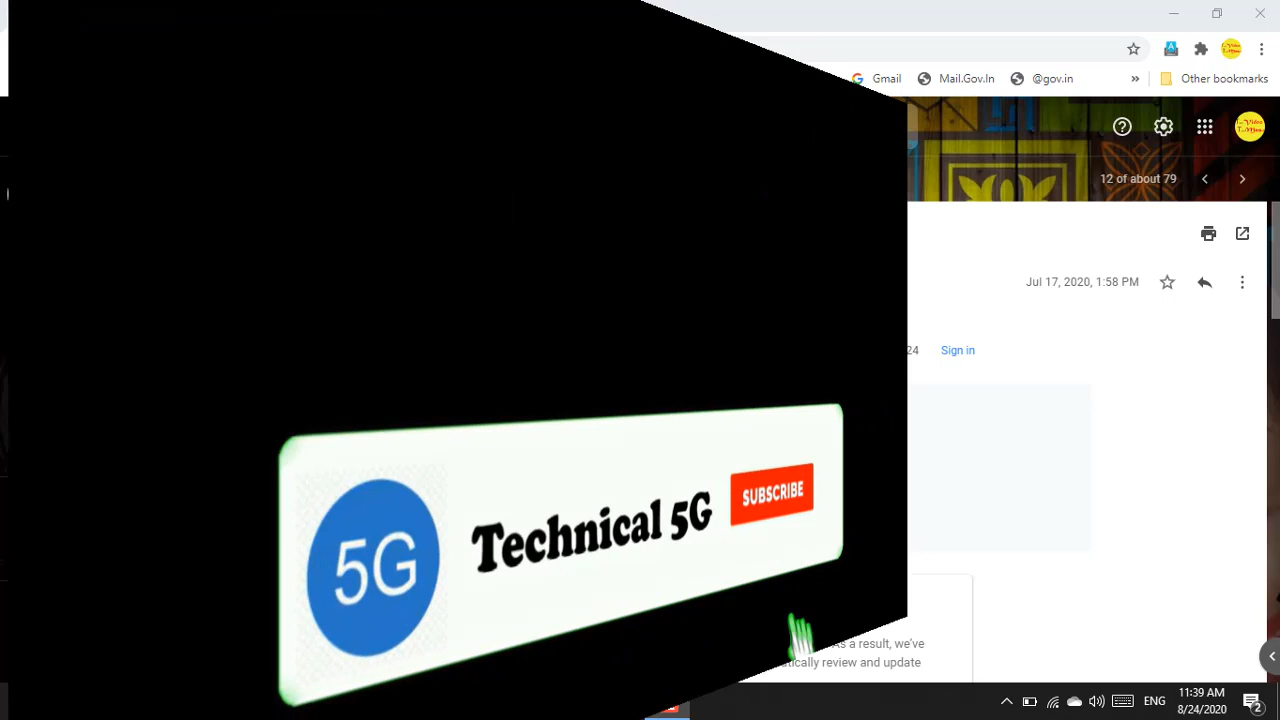 Gmail Mail.Gov.In @gov.in » Other bookmarks
12 of about 79
Jul 17, 2020, 1:58 PM
24 Sign in
5G Technical 5G SUBSCRIBE
As a result, we've
review and update
ENG 11:39 AM
8/24/2020
2